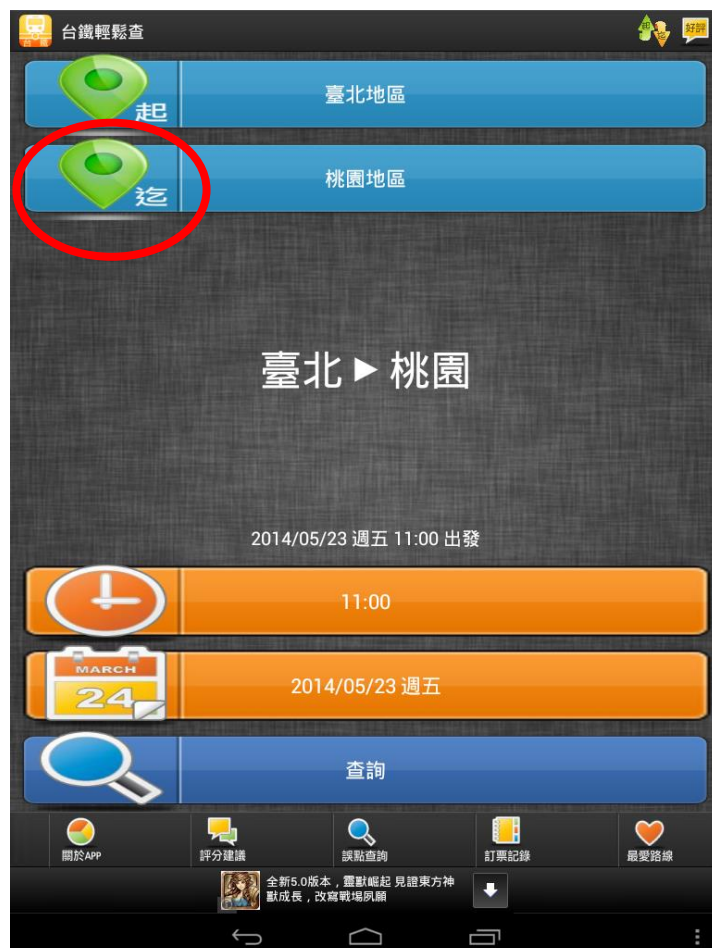 台鐵輕鬆查
好評
起
臺北地區
迄
桃園地區
臺北▶桃園
2014/05/23 週五 11:00 出發
11:00
MARCH
24
2014/05/23 週五
查詢
關於APP
評分建議
誤點查詢
訂票記錄
最愛路線
全新5.0版本，靈獸崛起 見證東方神
獸成長，改寫戰場夙願